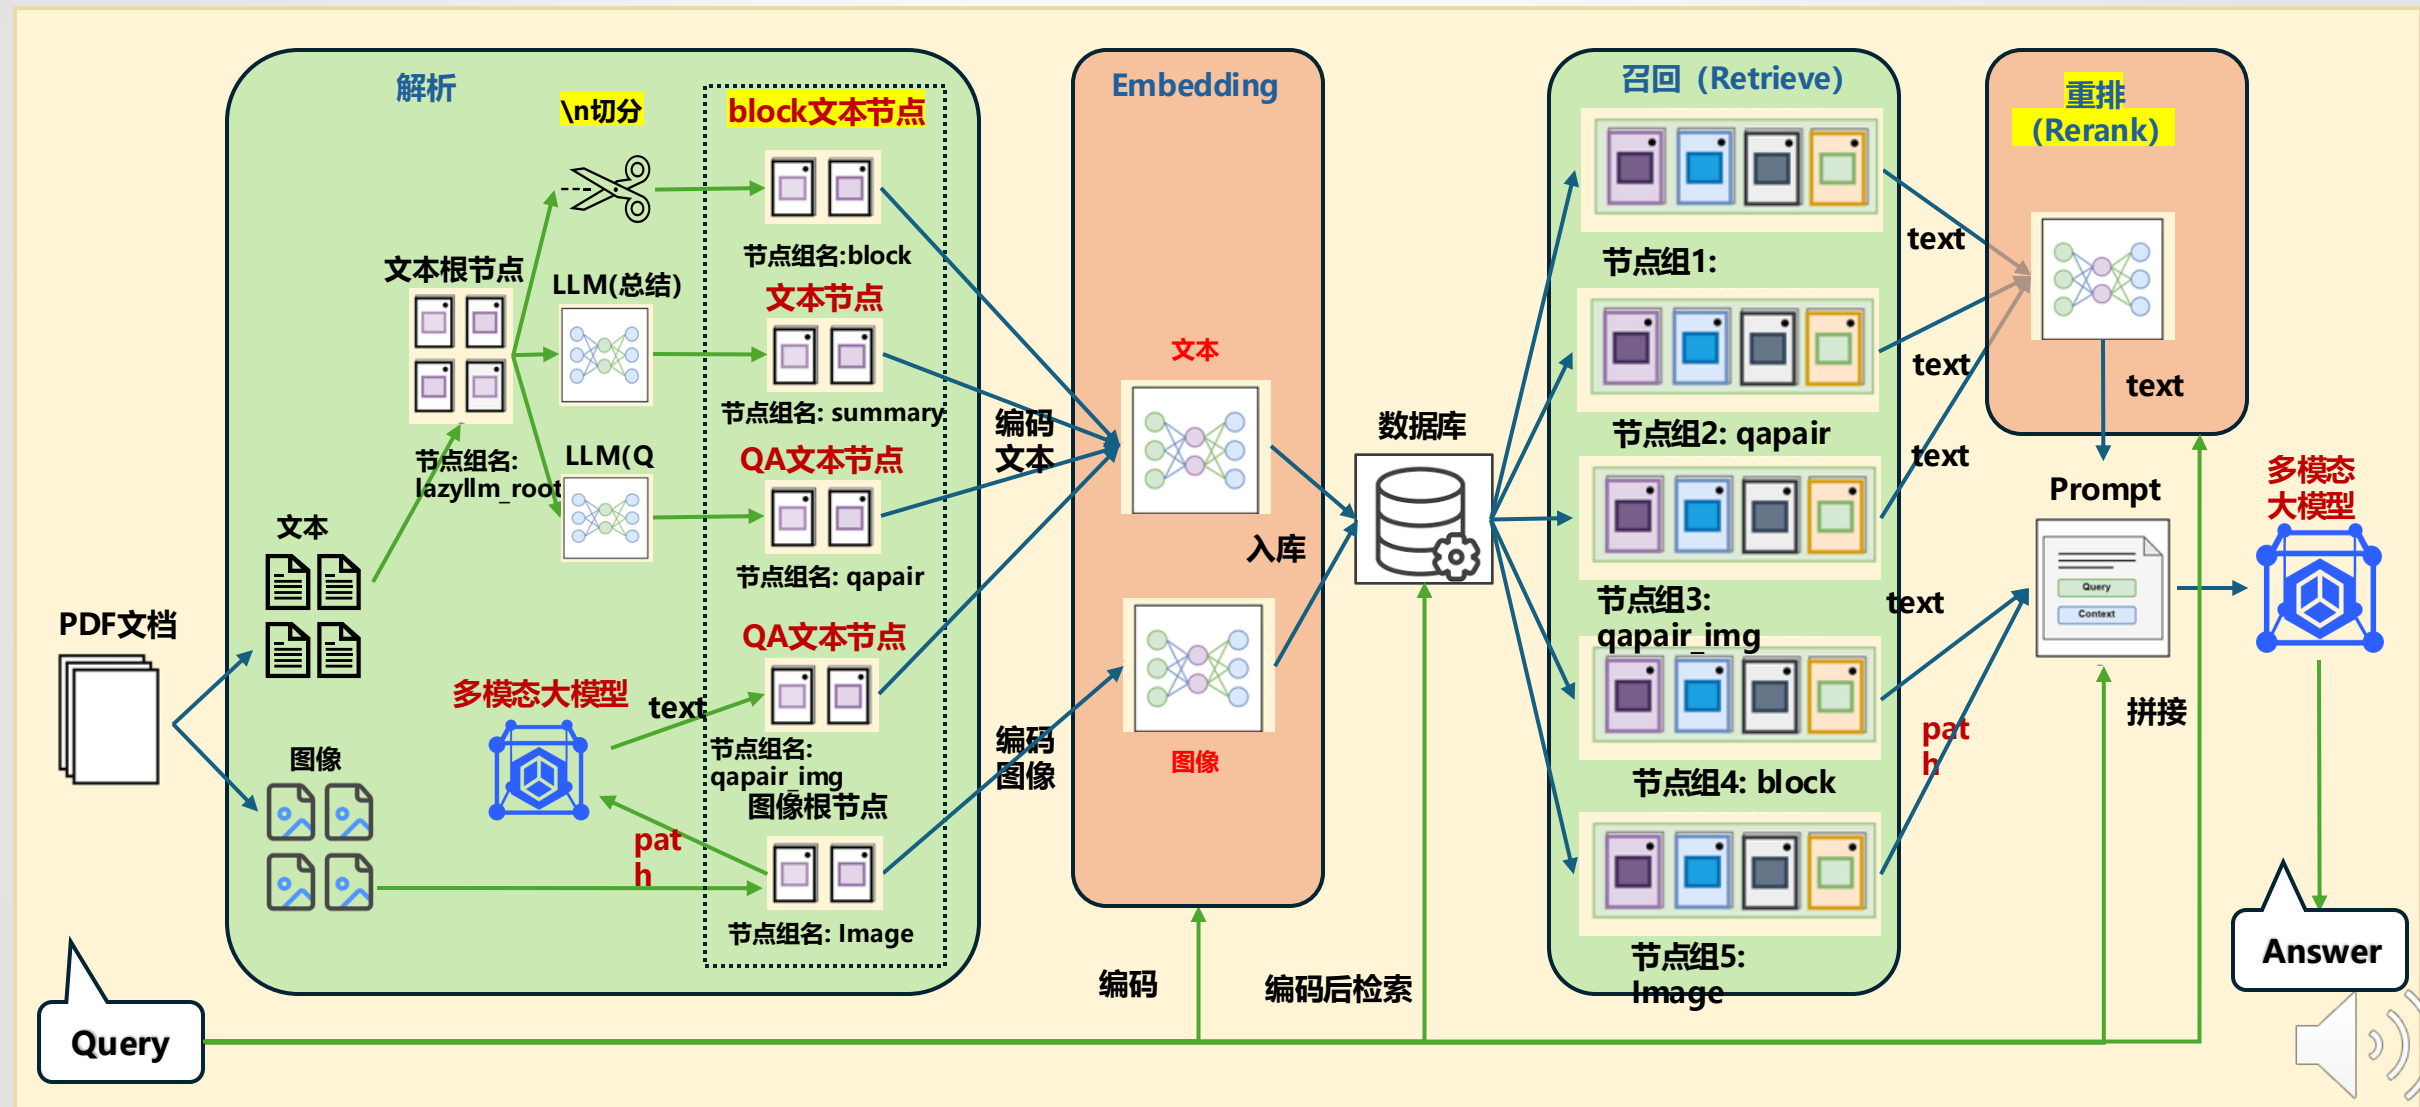 解析
\n切分
block文本节点
节点组名:block
文本根节点
LLM(总结)
文本节点
节点组名: summary
节点组名:
lazyllm_root
LLM(Q
QA文本节点
节点组名: qapair
文本
PDF文档
QA文本节点
多模态大模型
text
节点组名:
qapair_img
图像
图像根节点
pat
h
节点组名: Image
Query
编码
文本
编码
图像
Embedding
文本
图像
入库
编码
数据库
编码后检索
召回（Retrieve）
节点组1:
节点组2: qapair
节点组3:
qapair_img
节点组4: block
节点组5:
Image
text
text
text
text
pat
h
重排
（Rerank）
text
Prompt
Query
Context
拼接
多模态
大模型
Answer